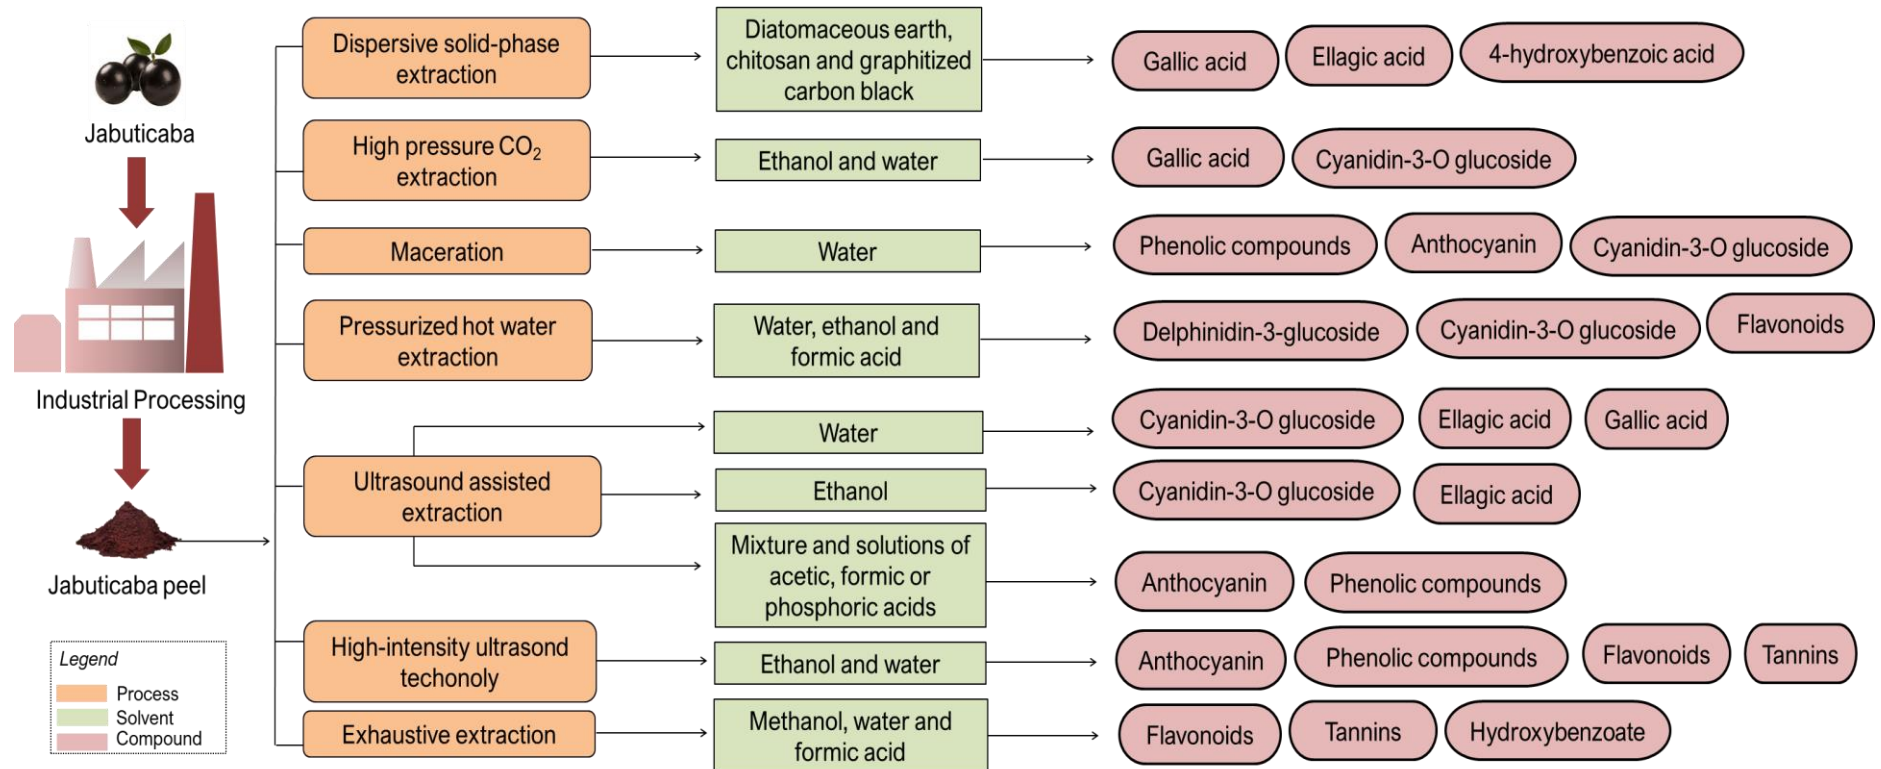 Jabuticaba
Industrial Processing
Jabuticaba peel
Legend
Process
Solvent
Compound
Dispersive solid-phase
extraction
Diatomaceous earth,
chitosan and graphitized
carbon black
Gallic acid
Ellagic acid
4-hydroxybenzoic acid
High pressure CO₂
extraction
Ethanol and water
Gallic acid
Cyanidin-3-O glucoside
Maceration
Water
Phenolic compounds
Anthocyanin
Cyanidin-3-O glucoside
Pressurized hot water
extraction
Water, ethanol and
formic acid
Delphinidin-3-glucoside
Cyanidin-3-O glucoside
Flavonoids
Ultrasound assisted
extraction
Water
Cyanidin-3-O glucoside
Ellagic acid
Gallic acid
Ethanol
Cyanidin-3-O glucoside
Ellagic acid
Mixture and solutions of
acetic, formic or
phosphoric acids
Anthocyanin
Phenolic compounds
High-intensity ultrasond
techonoly
Ethanol and water
Anthocyanin
Phenolic compounds
Flavonoids
Tannins
Exhaustive extraction
Methanol, water and
formic acid
Flavonoids
Tannins
Hydroxybenzoate